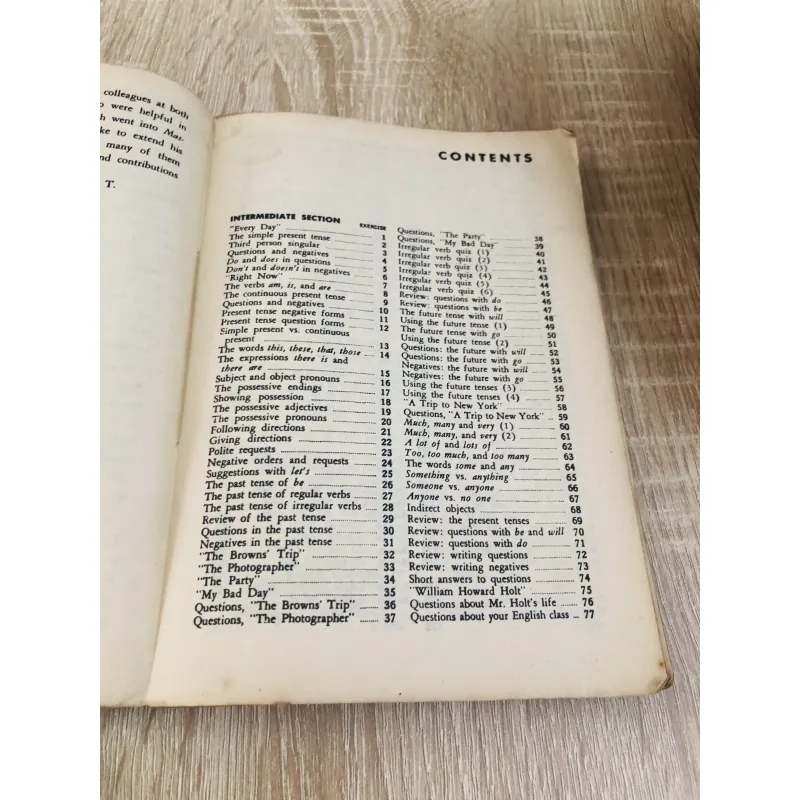 colleagues at both
were helpful in
went into Mas-
ke to extend his
many of them
nd contributions
T.
CONTENTS
INTERMEDIATE SECTION EXERCISE
"Every Day" 1
The simple present tense 2
Third person singular 3
Questions and negatives 4
Do and does in questions 5
Don't and doesn't in negatives 6
"Right Now" 7
The verbs am, is, and are 8
The continuous present tense 9
Questions and negatives 10
Present tense negative forms 11
Present tense question forms 12
Simple present vs. continuous
present 13
The words this, these, that, those 14
The expressions there is and
there are 15
Subject and object pronouns 16
The possessive endings 17
Showing possession 18
The possessive adjectives 19
The possessive pronouns 20
Following directions 21
Giving directions 22
Polite requests 23
Negative orders and requests 24
Suggestions with let's 25
The past tense of be 26
The past tense of regular verbs 27
The past tense of irregular verbs 28
Review of the past tense 29
Questions in the past tense 30
Negatives in the past tense 31
"The Browns' Trip" 32
"The Photographer" 33
"The Party" 34
"My Bad Day" 35
Questions, "The Browns' Trip" 36
Questions, "The Photographer" 37
Questions, "The Party" 38
Questions, "My Bad Day" 39
Irregular verb quiz (1) 40
Irregular verb quiz (2) 41
Irregular verb quiz (3) 42
Irregular verb quiz (4) 43
Irregular verb quiz (5) 44
Irregular verb quiz (6) 45
Review: questions with do 46
Review: questions with be 47
The future tense with will 48
Using the future tense (1) 49
The future tense with go 50
Using the future tense (2) 51
Questions: the future with will 52
Questions: the future with go 53
Negatives: the future with will 54
Negatives: the future with go 55
Using the future tenses (3) 56
Using the future tenses (4) 57
"A Trip to New York" 58
Questions, "A Trip to New York" 59
Much, many and very (1) 60
Much, many, and very (2) 61
A lot of and lots of 62
Too, too much, and too many 63
The words some and any 64
Something vs. anything 65
Someone vs. anyone 66
Anyone vs. no one 67
Indirect objects 68
Review: the present tenses 69
Review: questions with be and will 70
Review: questions with do 71
Review: writing questions 72
Review: writing negatives 73
Short answers to questions 74
"William Howard Holt" 75
Questions about Mr. Holt's life 76
Questions about your English class 77